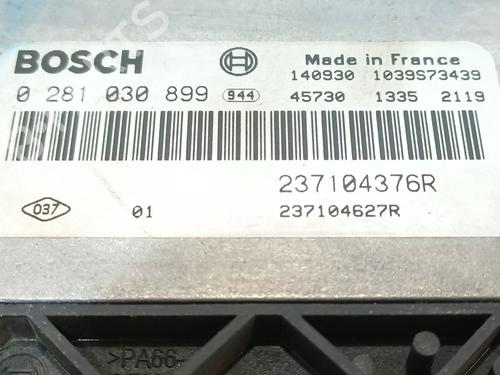 BOSCH Made in France
140930 1039S73439
0 281 030 899 944 45730 1335 2119
237104376R
037 01 237104627R
>PA66-